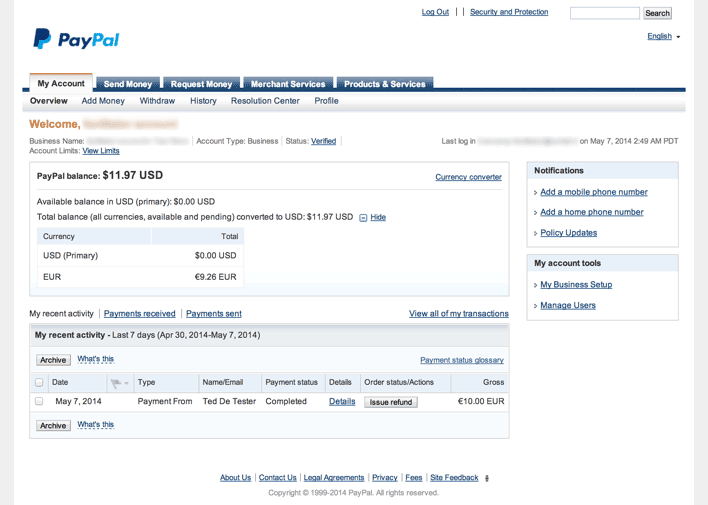 Log Out | | Security and Protection Search
PayPal
English
My Account Send Money Request Money Merchant Services Products & Services
Overview Add Money Withdraw History Resolution Center Profile
Welcome,
Business Name: Account Type: Business Status: Verified
Last log in on May 7, 2014 2:49 AM PDT
Account Limits: View Limits
PayPal balance: $11.97 USD
Currency converter
Available balance in USD (primary): $0.00 USD
Total balance (all currencies, available and pending) converted to USD: $11.97 USD Hide
Currency Total
USD (Primary) $0.00 USD
EUR €9.26 EUR
Notifications
Add a mobile phone number
Add a home phone number
Policy Updates
My account tools
My Business Setup
Manage Users
My recent activity | Payments received | Payments sent
View all of my transactions
My recent activity - Last 7 days (Apr 30, 2014-May 7, 2014)
Archive What's this
Payment status glossary
Date Type Name/Email Payment status Details Order status/Actions Gross
May 7, 2014 Payment From Ted De Tester Completed Details Issue refund €10.00 EUR
Archive What's this
About Us | Contact Us | Legal Agreements | Privacy | Fees | Site Feedback
Copyright © 1999-2014 PayPal. All rights reserved.